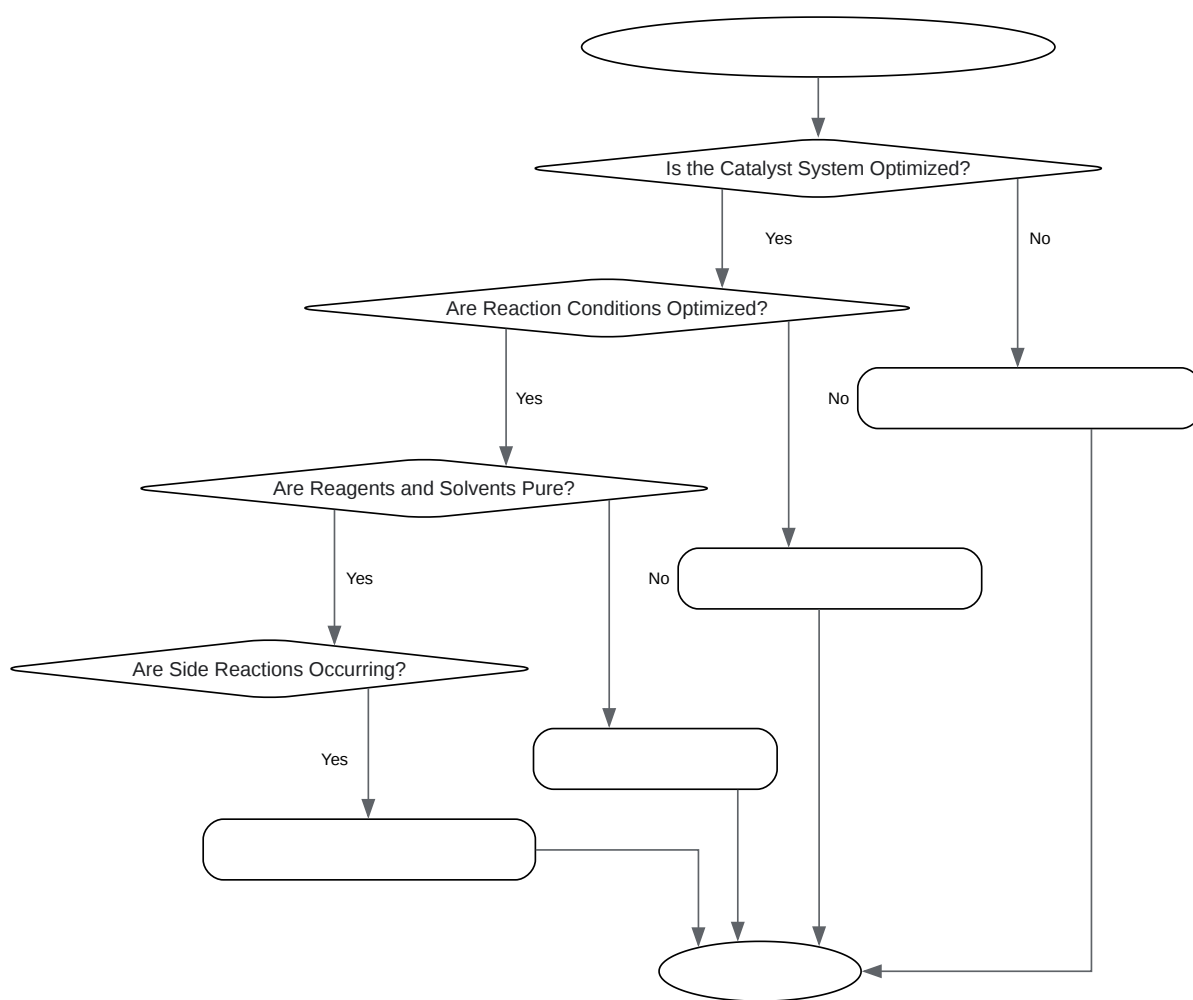 Is the Catalyst System Optimized?
Yes
No
Are Reaction Conditions Optimized?
Yes
No
Are Reagents and Solvents Pure?
Yes
No
Are Side Reactions Occurring?
Yes